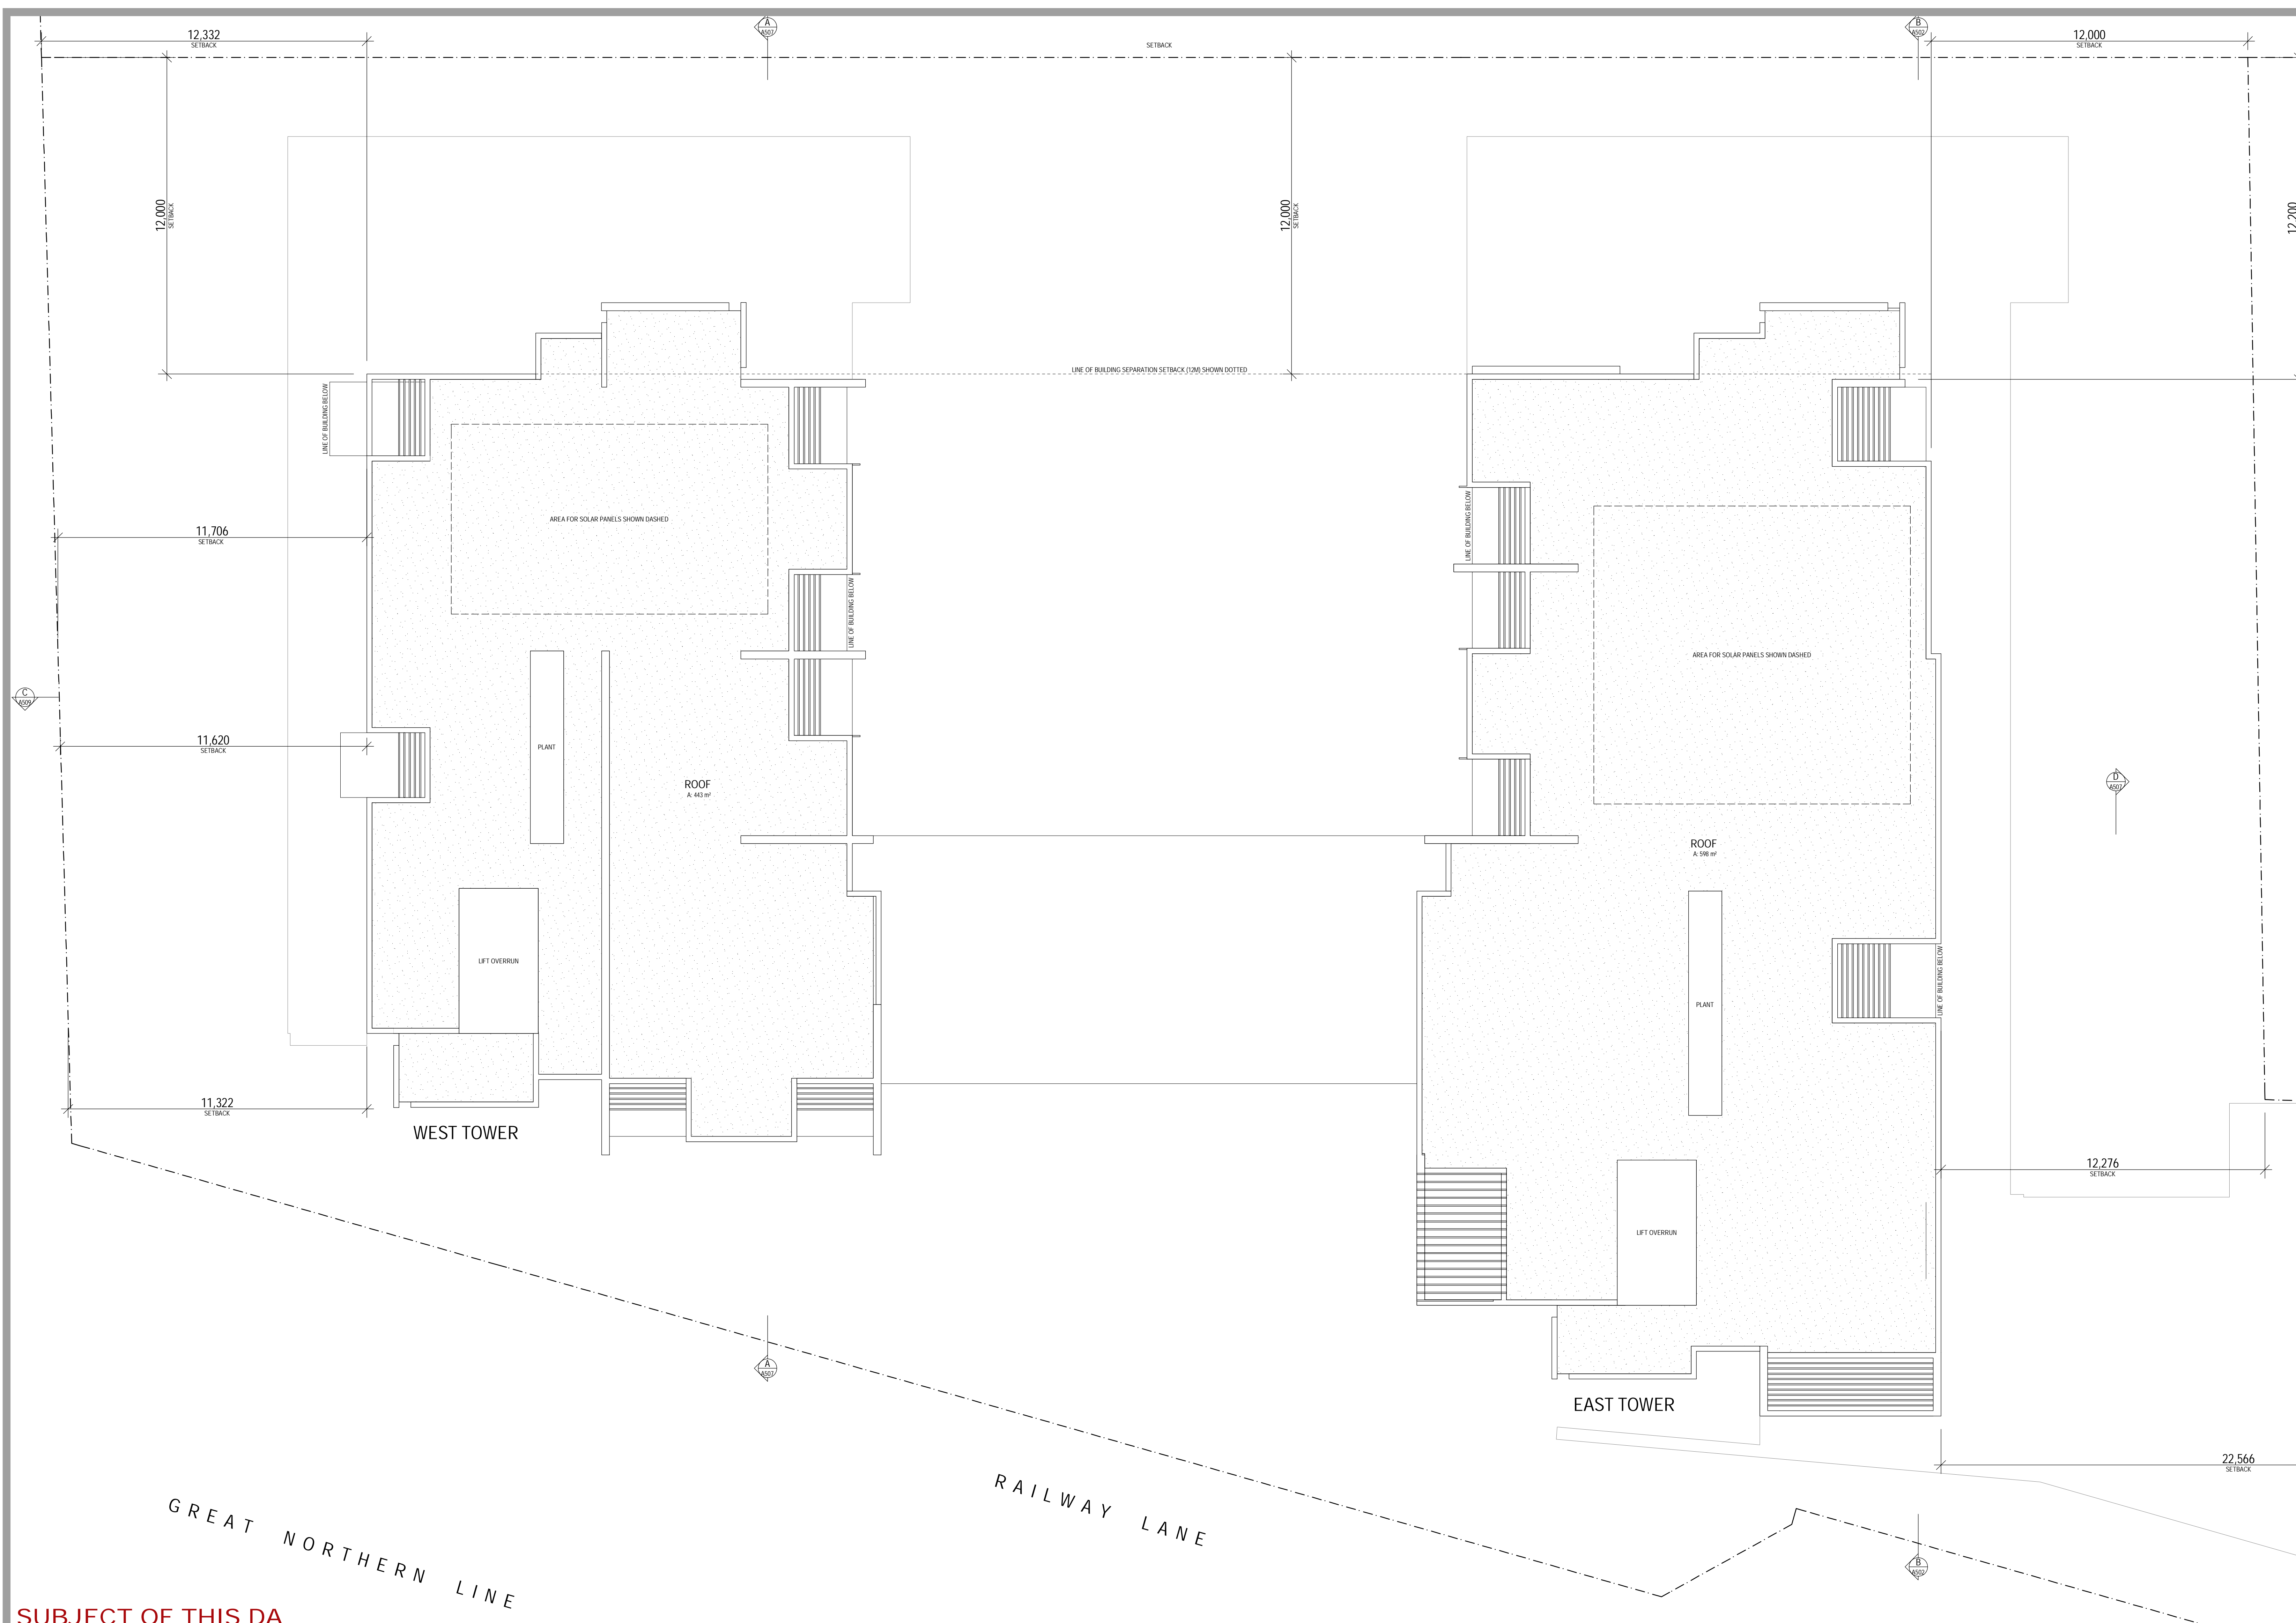 12,332
SETBACK
A
A507
SETBACK
B
A502
12,000
SETBACK
12,000
SETBACK
12,000
SETBACK
12,200
LINE OF BUILDING SEPARATION SETBACK (12M) SHOWN DOTTED
LINE OF BUILDING BELOW
AREA FOR SOLAR PANELS SHOWN DASHED
11,706
SETBACK
LINE OF BUILDING BELOW
LINE OF BUILDING BELOW
AREA FOR SOLAR PANELS SHOWN DASHED
C
A509
11,620
SETBACK
PLANT
ROOF
A: 443 m²
D
A507
ROOF
A: 598 m²
LIFT OVERRUN
LINE OF BUILDING BELOW
PLANT
11,322
SETBACK
WEST TOWER
12,276
SETBACK
LIFT OVERRUN
A
A507
EAST TOWER
22,566
SETBACK
RAILWAY LANE
GREAT NORTHERN LINE
B
A502
SUBJECT OF THIS DA